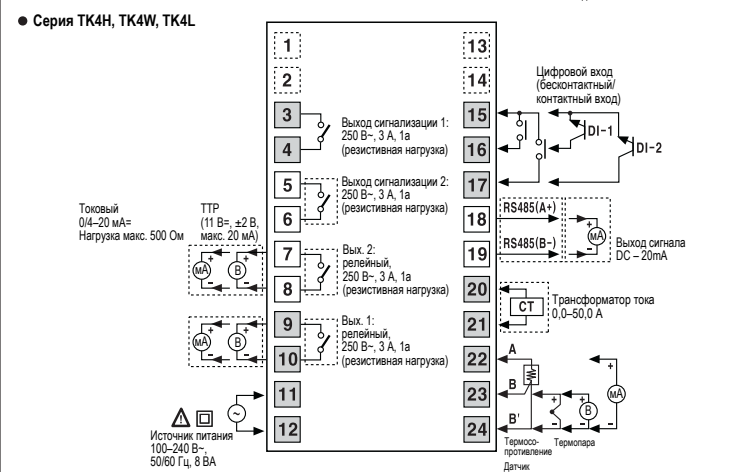 ● Серия TK4H, TK4W, TK4L
1
2
3
4
5
6
7
8
9
10
11
12
13
14
15
16
17
18
19
20
21
22
23
24
Выход сигнализации 1:
250 В~, 3 А, 1а
(резистивная нагрузка)
Выход сигнализации 2:
250 В~, 3 А, 1а
(резистивная нагрузка)
Вых. 2:
релейный,
250 В~, 3 А, 1а
(резистивная нагрузка)
Вых. 1:
релейный,
250 В~, 3 А, 1а
(резистивная нагрузка)
Токовый
0/4–20 мА=
Нагрузка макс. 500 Ом
ТТР
(11 В=, ±2 В,
макс. 20 мА)
+ +
мА В
- -
+ +
мА В
- -
~
Источник питания
100–240 В~,
50/60 Гц, 8 ВА
Цифровой вход
(бесконтактный/
контактный вход)
DI-1
DI-2
RS485(A+)
RS485(B-)
+
мА
-
Выход сигнала
DC – 20mA
CT
Трансформатор тока
0,0–50,0 А
A
B
B'
+ + +
В мА
- - -
Термосо-
противление
Термопара
Датчик